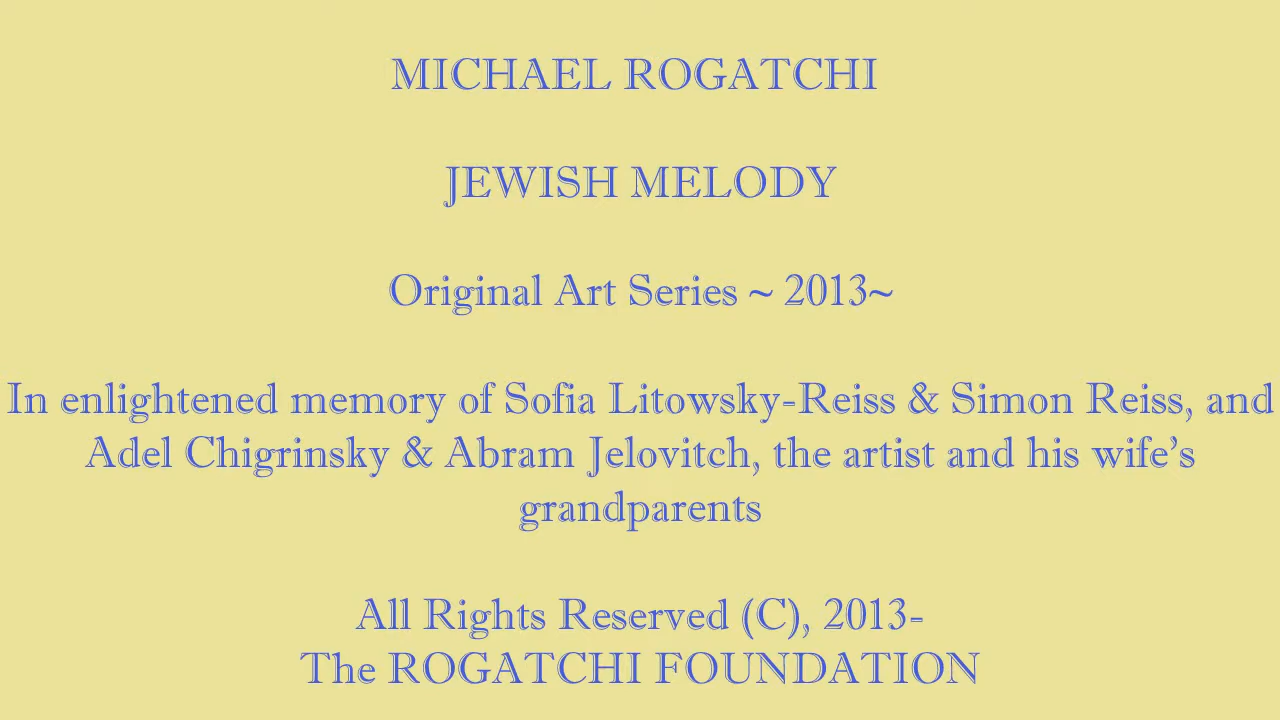 MICHAEL ROGATCHI
JEWISH MELODY
Original Art Series ~ 2013~
In enlightened memory of Sofia Litowsky-Reiss & Simon Reiss, and
Adel Chigrinsky & Abram Jelovitch, the artist and his wife’s
grandparents
All Rights Reserved (C), 2013-
The ROGATCHI FOUNDATION